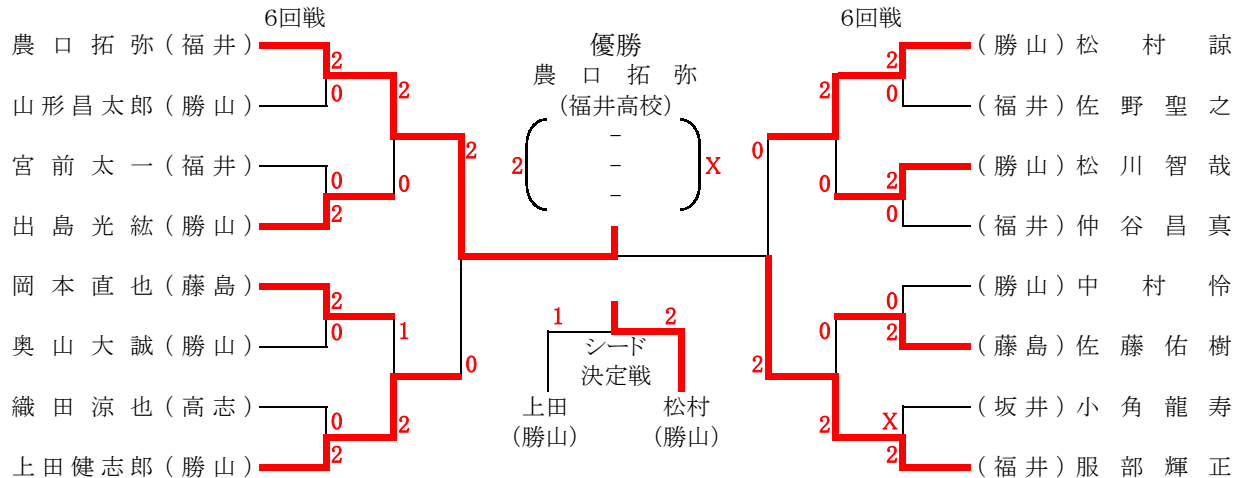 6回戦
農口拓弥(福井)
2
0
山形昌太郎(勝山)
2
宮前太一(福井)
0
2
出島光紘(勝山)
0
2
岡本直也(藤島)
2
0
奥山大誠(勝山)
1
織田涼也(高志)
0
2
上田健志郎(勝山)
2
0
優勝
農口拓弥
(福井高校)
2
－
－
－
X
1
2
シード
決定戦
上田
(勝山)
松村
(勝山)
6回戦
(勝山)松村諒
2
0
(福井)佐野聖之
2
(勝山)松川智哉
2
0
(福井)仲谷昌真
0
0
(勝山)中村怜
0
2
(藤島)佐藤佑樹
0
(坂井)小角龍寿
X
2
(福井)服部輝正
2
2